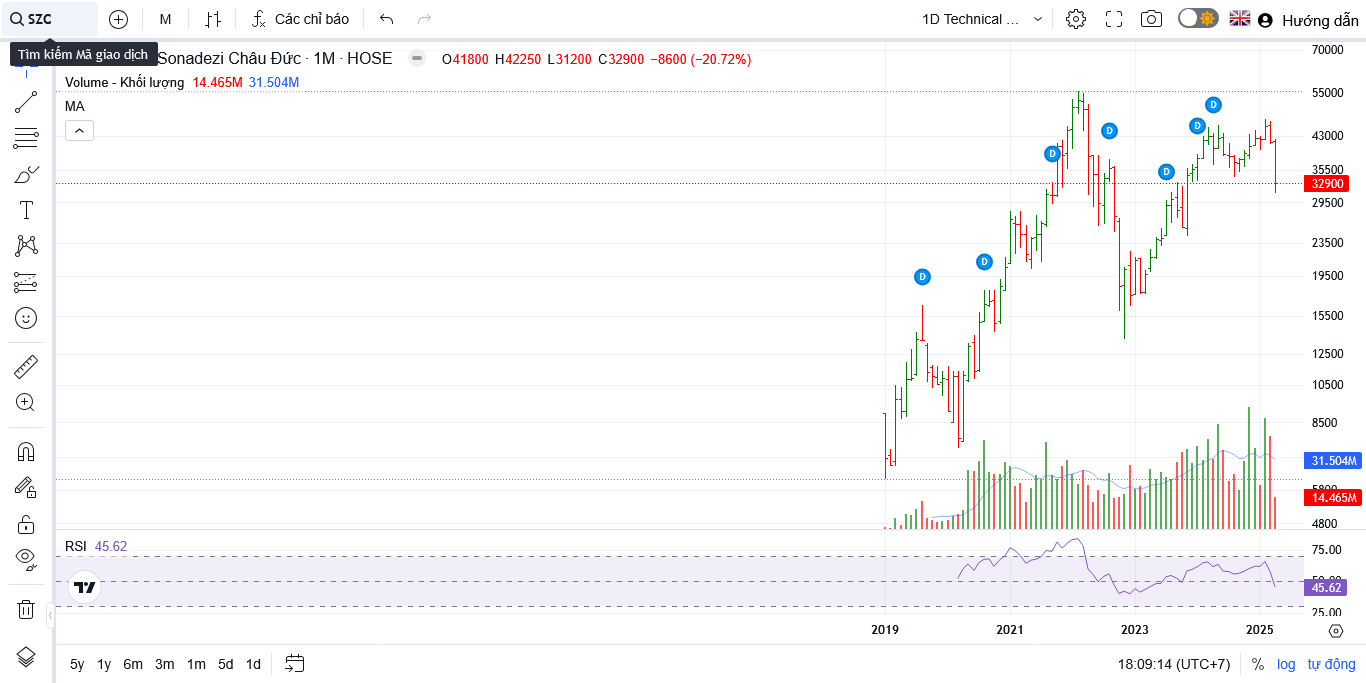 SZC M Các chỉ báo 1D Technical ... Hướng dẫn
Tìm kiếm Mã giao dịch
Sonadezi Châu Đức · 1M · HOSE O41800 H42250 L31200 C32900 −8600 (−20.72%)
Volume - Khối lượng 14.465M 31.504M
MA
D
D
D
D
D
D
D
70000
55000
43000
35500
32900
29500
23500
19500
15500
12500
10500
8500
31.504M
5800
14.465M
4800
RSI 45.62
75.00
50.00
45.62
25.00
2019 2021 2023 2025
5y 1y 6m 3m 1m 5d 1d 18:09:14 (UTC+7) % log tự động